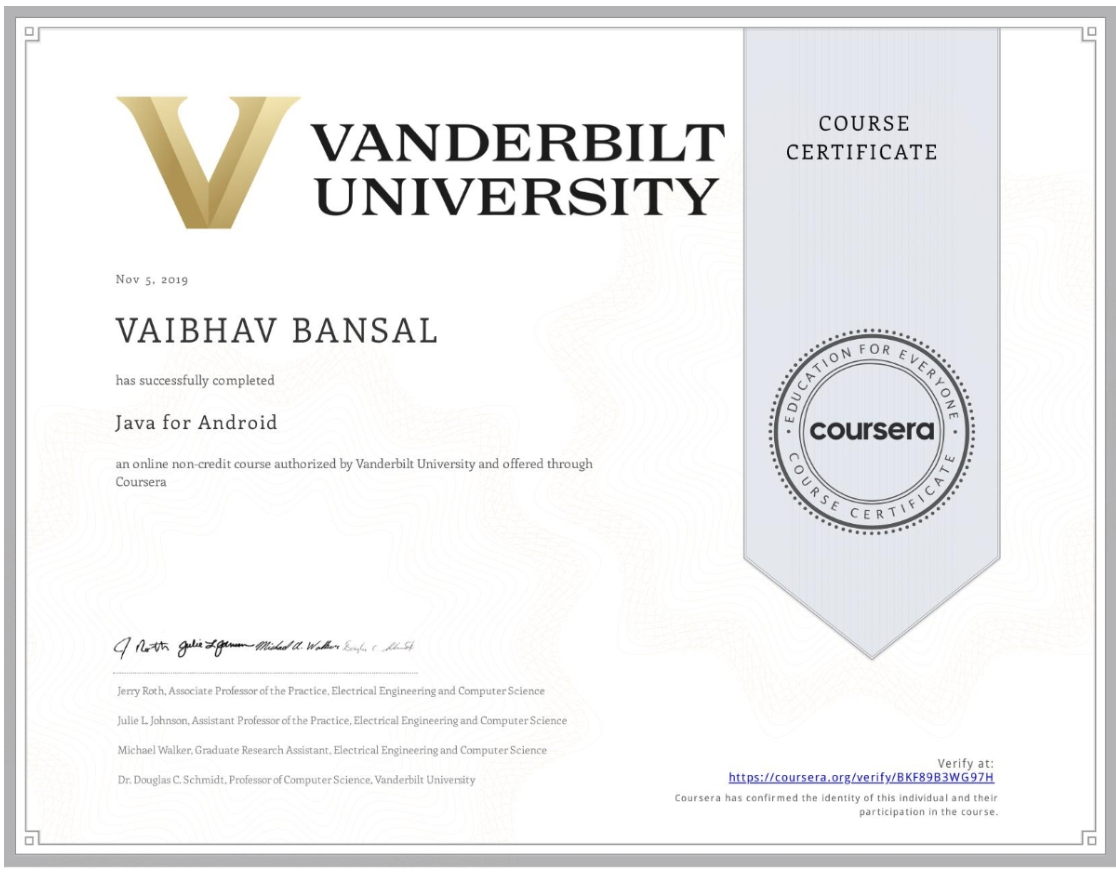 VANDERBILT
UNIVERSITY
COURSE
CERTIFICATE
Nov 5, 2019
VAIBHAV BANSAL
has successfully completed
Java for Android
an online non-credit course authorized by Vanderbilt University and offered through
Coursera
EDUCATION FOR EVERYONE
coursera
COURSE CERTIFICATE
J Roth Julie L Johnson Michael A. Walker Douglas C. Schmidt
Jerry Roth, Associate Professor of the Practice, Electrical Engineering and Computer Science
Julie L. Johnson, Assistant Professor of the Practice, Electrical Engineering and Computer Science
Michael Walker, Graduate Research Assistant, Electrical Engineering and Computer Science
Dr. Douglas C. Schmidt, Professor of Computer Science, Vanderbilt University
Verify at:
https://coursera.org/verify/BKF89B3WG97H
Coursera has confirmed the identity of this individual and their
participation in the course.